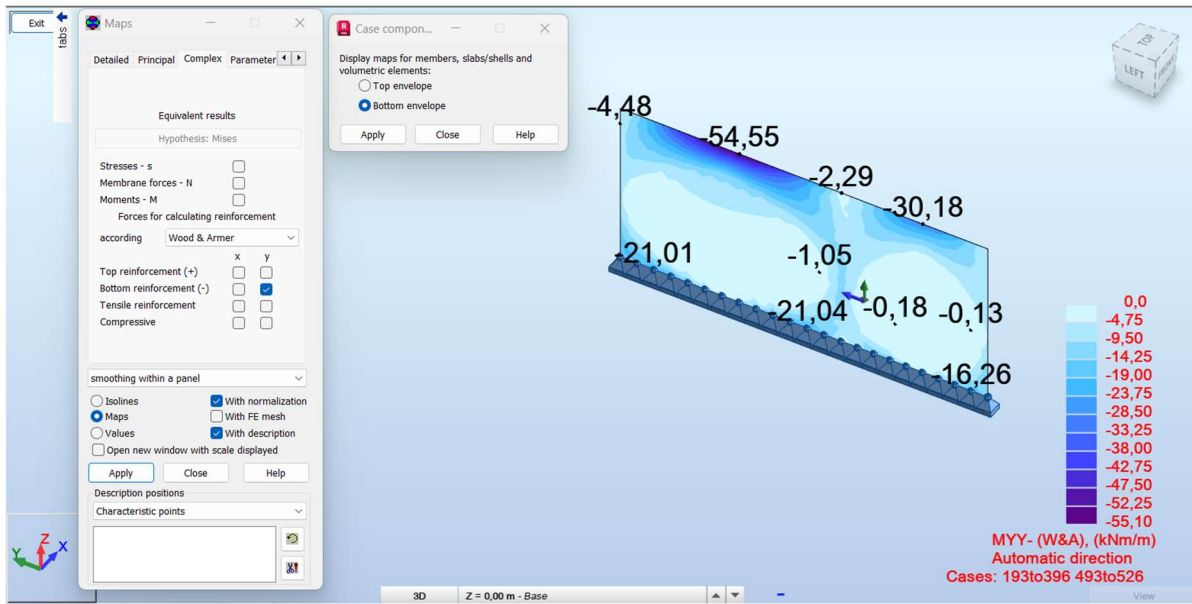 Exit
tabs
Maps
Detailed Principal Complex Parameter
Equivalent results
Hypothesis: Mises
Stresses - s
Membrane forces - N
Moments - M
Forces for calculating reinforcement
according Wood & Armer
x y
Top reinforcement (+)
Bottom reinforcement (-)
Tensile reinforcement
Compressive
smoothing within a panel
Isolines With normalization
Maps With FE mesh
Values With description
Open new window with scale displayed
Apply Close Help
Description positions
Characteristic points
Case compon...
Display maps for members, slabs/shells and
volumetric elements:
Top envelope
Bottom envelope
Apply Close Help
TOP
LEFT FRONT
-4,48
-54,55
-2,29
-30,18
-21,01
-1,05
-21,04
-0,18
-0,13
-16,26
0,0
-4,75
-9,50
-14,25
-19,00
-23,75
-28,50
-33,25
-38,00
-42,75
-47,50
-52,25
-55,10
MYY- (W&A), (kNm/m)
Automatic direction
Cases: 193to396 493to526
Z
Y X
3D Z = 0,00 m - Base
View